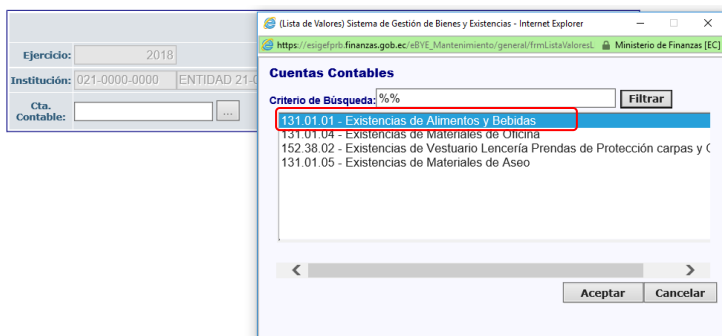 Ejercicio: 2018
Institución: 021-0000-0000 ENTIDAD 21-
Cta. Contable: ...
(Lista de Valores) Sistema de Gestión de Bienes y Existencias - Internet Explorer
https://esigefprb.finanzas.gob.ec/eBYE_Mantenimiento/general/frmListaValoresL Ministerio de Finanzas [EC]
Cuentas Contables
Criterio de Búsqueda: %% Filtrar
131.01.01 - Existencias de Alimentos y Bebidas
131.01.04 - Existencias de Materiales de Oficina
152.38.02 - Existencias de Vestuario Lencería Prendas de Protección carpas y
131.01.05 - Existencias de Materiales de Aseo
Aceptar Cancelar